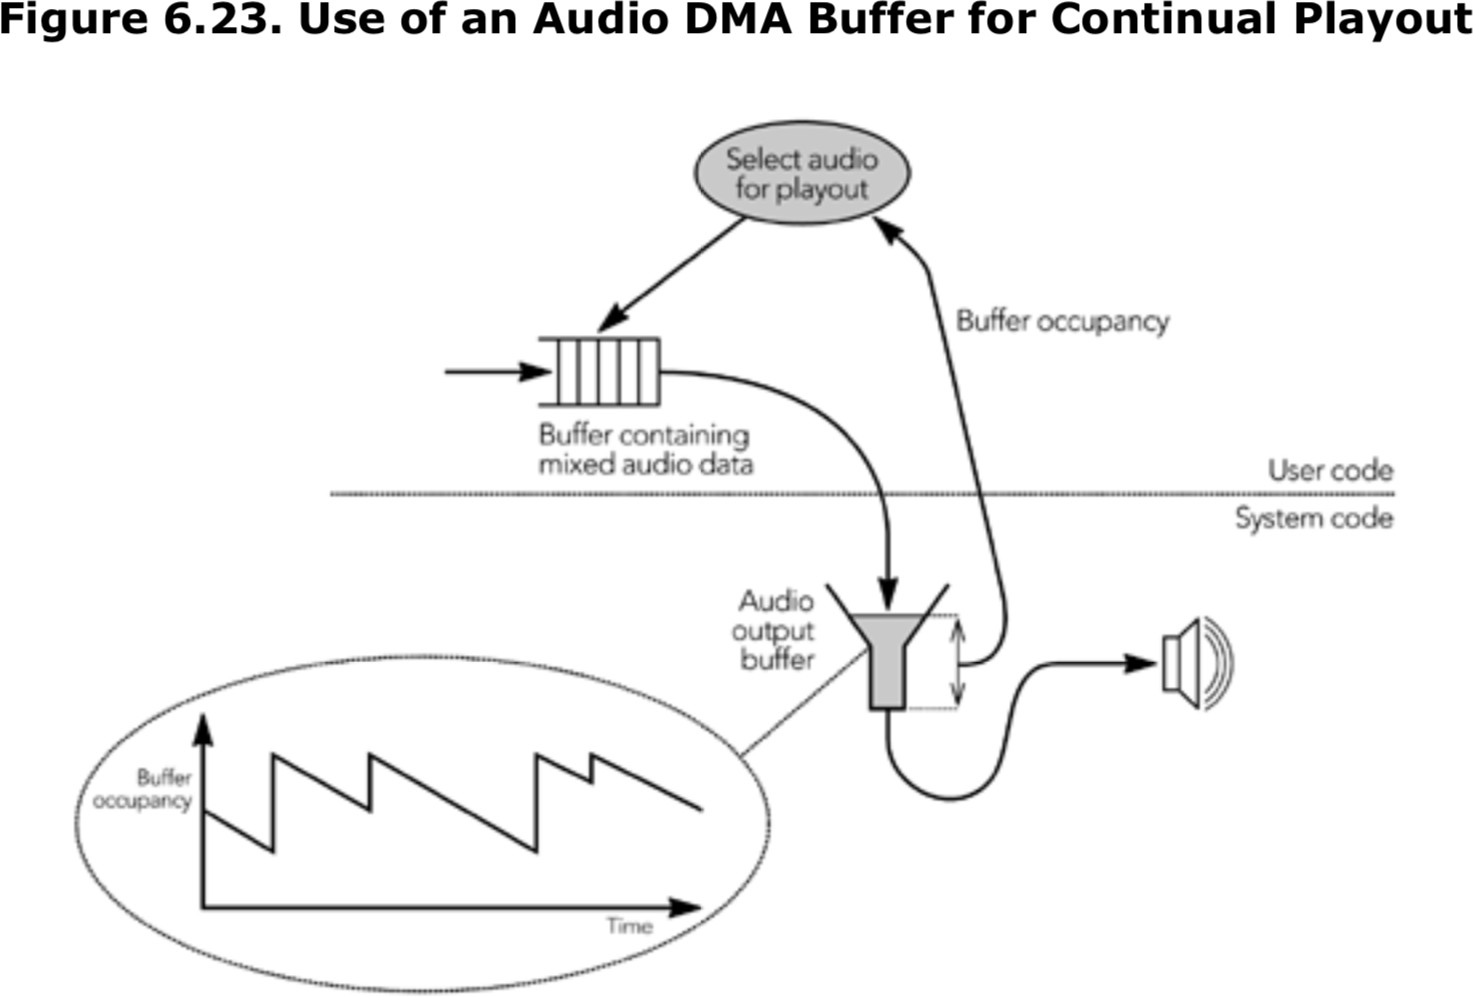 Figure 6.23. Use of an Audio DMA Buffer for Continual Playout
Select audio
for playout
Buffer occupancy
Buffer containing
mixed audio data
User code
System code
Audio
output
buffer
Buffer
occupancy
Time